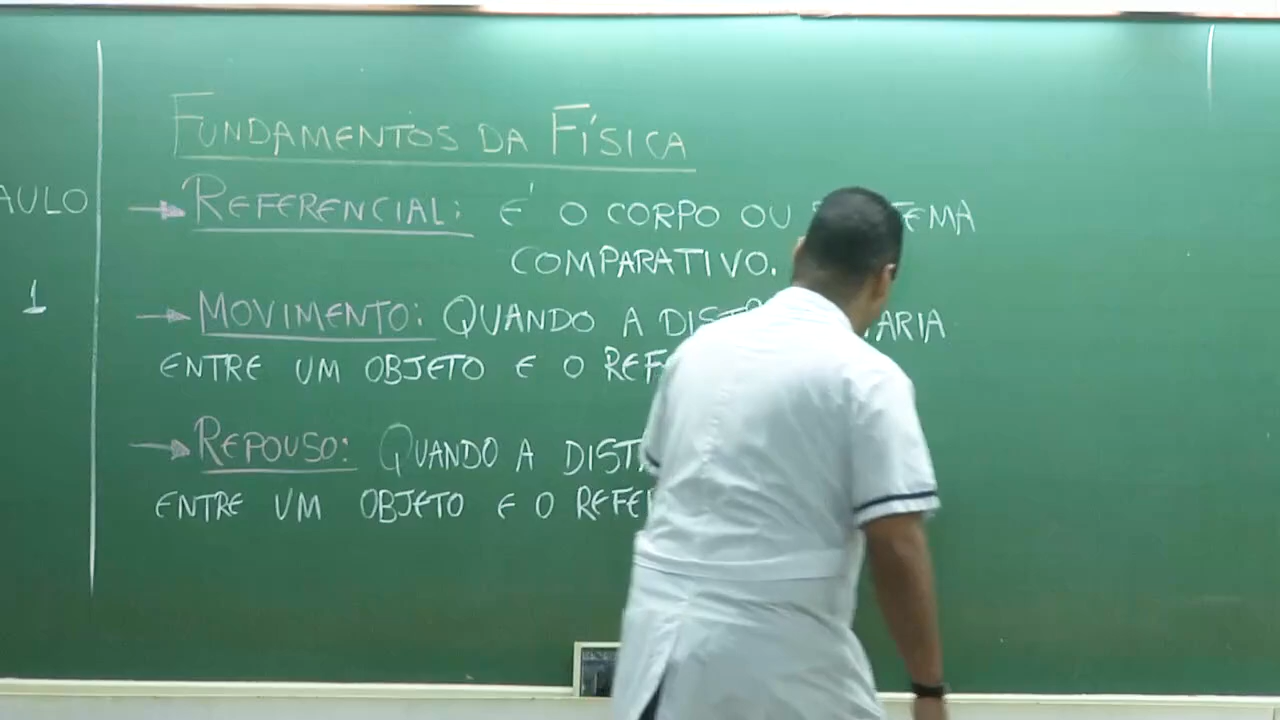 FUNDAMENTOS DA FÍSICA
AULO
→ REFERENCIAL: É O CORPO OU
COMPARATIVO.
1
→ MOVIMENTO: QUANDO A
ENTRE UM OBJETO E O
→ REPOUSO: QUANDO A
ENTRE UM OBJETO E O